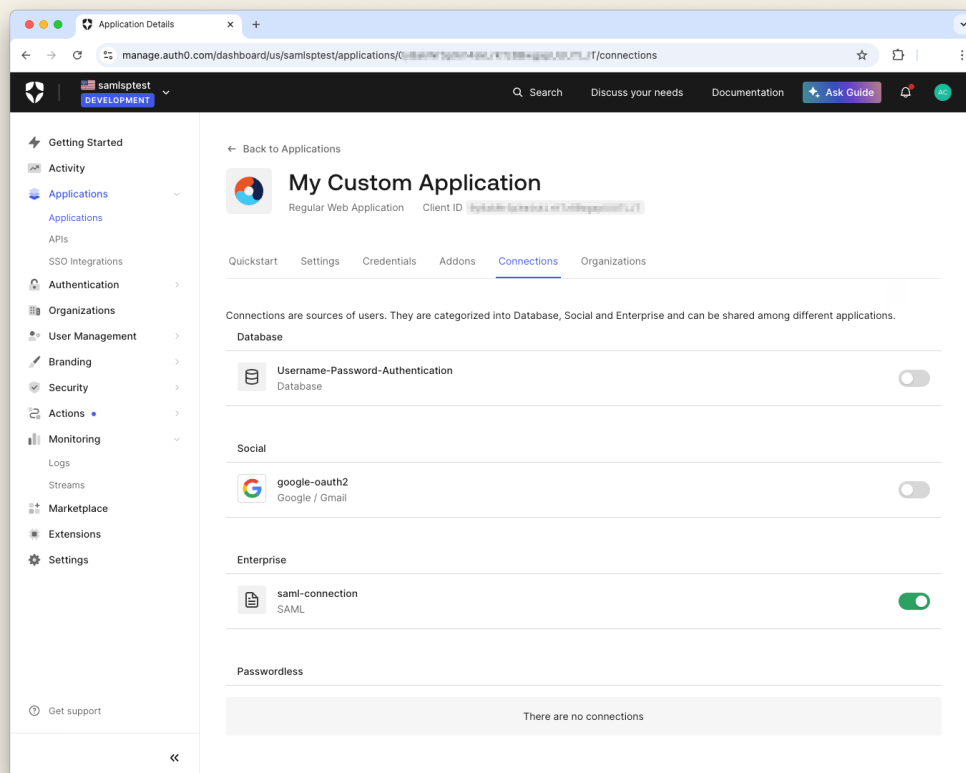 Application Details
manage.auth0.com/dashboard/us/samlsptest/applications/ /connections
samlsptest
DEVELOPMENT
Search
Discuss your needs
Documentation
Ask Guide
AC
Getting Started
Activity
Applications
Applications
APIs
SSO Integrations
Authentication
Organizations
User Management
Branding
Security
Actions
Monitoring
Logs
Streams
Marketplace
Extensions
Settings
Get support
Back to Applications
My Custom Application
Regular Web Application Client ID
Quickstart Settings Credentials Addons Connections Organizations
Connections are sources of users. They are categorized into Database, Social and Enterprise and can be shared among different applications.
Database
Username-Password-Authentication
Database
Social
google-oauth2
Google / Gmail
Enterprise
saml-connection
SAML
Passwordless
There are no connections